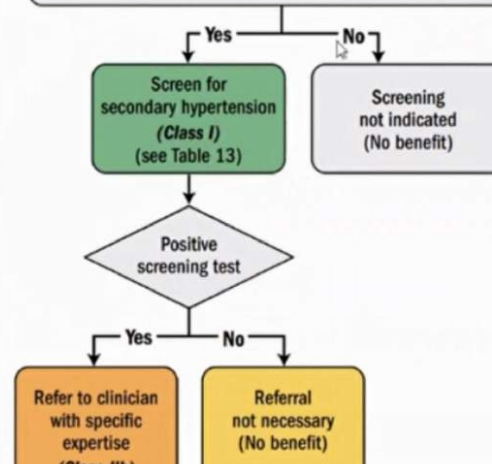 Yes
No
Screen for
secondary hypertension
(Class I)
(see Table 13)
Screening
not indicated
(No benefit)
Positive
screening test
Yes
No
Refer to clinician
with specific
expertise
Referral
not necessary
(No benefit)